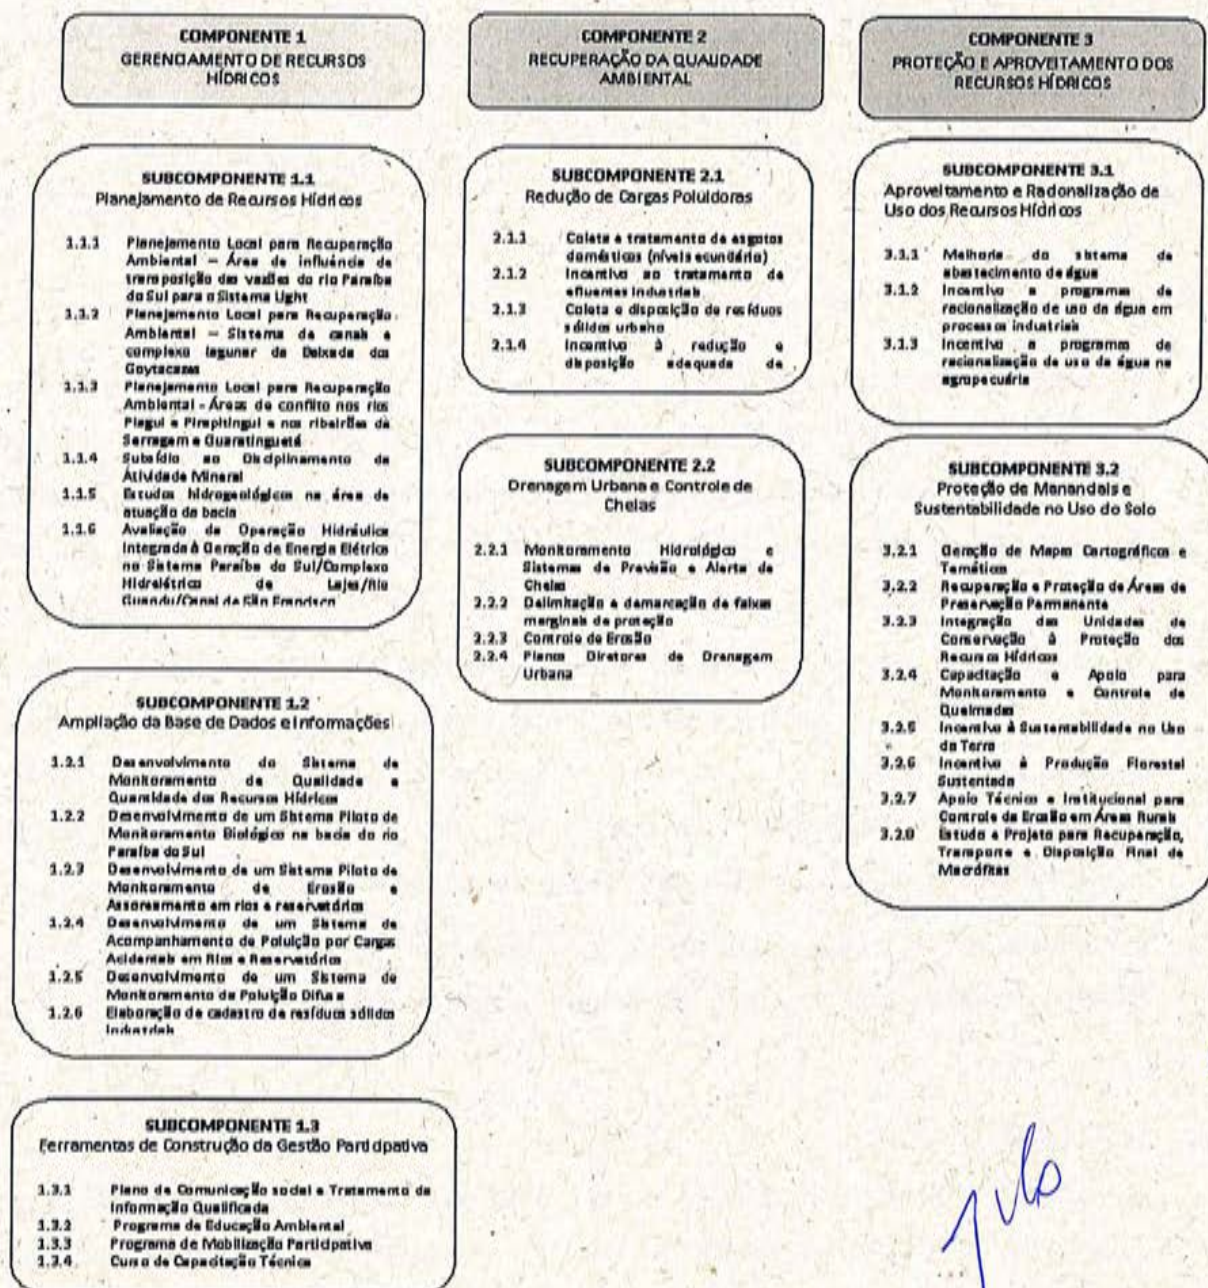 COMPONENTE 1
GERENCIAMENTO DE RECURSOS
HÍDRICOS
COMPONENTE 2
RECUPERAÇÃO DA QUALIDADE
AMBIENTAL
COMPONENTE 3
PROTEÇÃO E APROVEITAMENTO DOS
RECURSOS HÍDRICOS
SUBCOMPONENTE 1.1
Planejamento de Recursos Hídricos
1.1.1 Planejamento Local para Recuperação
Ambiental – Área de influência de
transposição das vazões do rio Paraíba
do Sul para o Sistema Light
1.1.2 Planejamento Local para Recuperação
Ambiental – Sistema de canais e
complexo lagunar da Baixada dos
Goytacazes
1.1.3 Planejamento Local para Recuperação
Ambiental - Áreas de conflito nos rios
Piagui e Pirapitingui e nos ribeirões da
Serragem e Guaratinguetá
1.1.4 Subsídio ao Disciplinamento da
Atividade Mineral
1.1.5 Estudos hidrogeológicos na área de
atuação da bacia
1.1.6 Avaliação da Operação Hidráulica
Integrada à Geração de Energia Elétrica
no Sistema Paraíba do Sul/Complexo
Hidrelétrico de Lajes/Rio
Guandu/Canal de São Francisco
SUBCOMPONENTE 1.2
Ampliação da Base de Dados e Informações
1.2.1 Desenvolvimento do Sistema de
Monitoramento de Qualidade e
Quantidade dos Recursos Hídricos
1.2.2 Desenvolvimento de um Sistema Piloto de
Monitoramento Biológico na bacia do rio
Paraíba do Sul
1.2.3 Desenvolvimento de um Sistema Piloto de
Monitoramento de Erosão e
Assoreamento em rios e reservatórios
1.2.4 Desenvolvimento de um Sistema de
Acompanhamento de Poluição por Cargas
Acidentais em Rios e Reservatórios
1.2.5 Desenvolvimento de um Sistema de
Monitoramento da Poluição Difusa
1.2.6 Elaboração de cadastro de resíduos sólidos
industriais
SUBCOMPONENTE 1.3
Ferramentas de Construção da Gestão Participativa
1.3.1 Plano de Comunicação social e Tratamento da
Informação Qualificada
1.3.2 Programa de Educação Ambiental
1.3.3 Programa de Mobilização Participativa
1.3.4 Curso de Capacitação Técnica
SUBCOMPONENTE 2.1
Redução de Cargas Poluidoras
2.1.1 Coleta e tratamento de esgotos
domésticos (nível secundário)
2.1.2 Incentivo ao tratamento de
efluentes industriais
2.1.3 Coleta e disposição de resíduos
sólidos urbano
2.1.4 Incentivo à redução e
disposição adequada de
SUBCOMPONENTE 2.2
Drenagem Urbana e Controle de
Cheias
2.2.1 Monitoramento Hidrológico e
Sistemas de Previsão e Alerta de
Cheias
2.2.2 Delimitação e demarcação de faixas
marginais de proteção
2.2.3 Controle de Erosão
2.2.4 Planos Diretores de Drenagem
Urbana
SUBCOMPONENTE 3.1
Aproveitamento e Racionalização de
Uso dos Recursos Hídricos
3.1.1 Melhoria do sistema de
abastecimento de água
3.1.2 Incentivo a programas de
racionalização de uso da água em
processos industriais
3.1.3 Incentivo a programa de
racionalização de uso da água na
agropecuária
SUBCOMPONENTE 3.2
Proteção de Mananciais e
Sustentabilidade no Uso do Solo
3.2.1 Geração de Mapas Cartográficos e
Temáticos
3.2.2 Recuperação e Proteção de Áreas de
Preservação Permanente
3.2.3 Integração das Unidades de
Conservação à Proteção dos
Recursos Hídricos
3.2.4 Capacitação e Apoio para
Monitoramento e Controle de
Queimadas
3.2.5 Incentivo à Sustentabilidade no Uso
da Terra
3.2.6 Incentivo à Produção Florestal
Sustentada
3.2.7 Apoio Técnico e Institucional para
Controle da Erosão em Áreas Rurais
3.2.8 Estudo e Projeto para Recuperação,
Transporte e Disposição Final de
Macrófitas